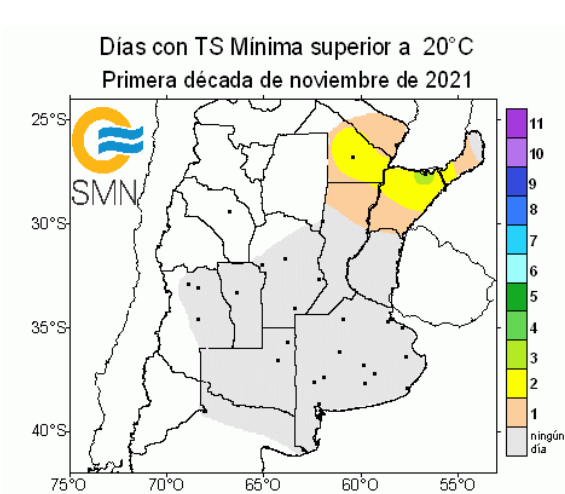 Días con TS Mínima superior a 20°C
Primera década de noviembre de 2021
SMN
25°S
30°S
35°S
40°S
75°O
70°O
65°O
60°O
55°O
11
10
9
8
7
6
5
4
3
2
1
ningún
día